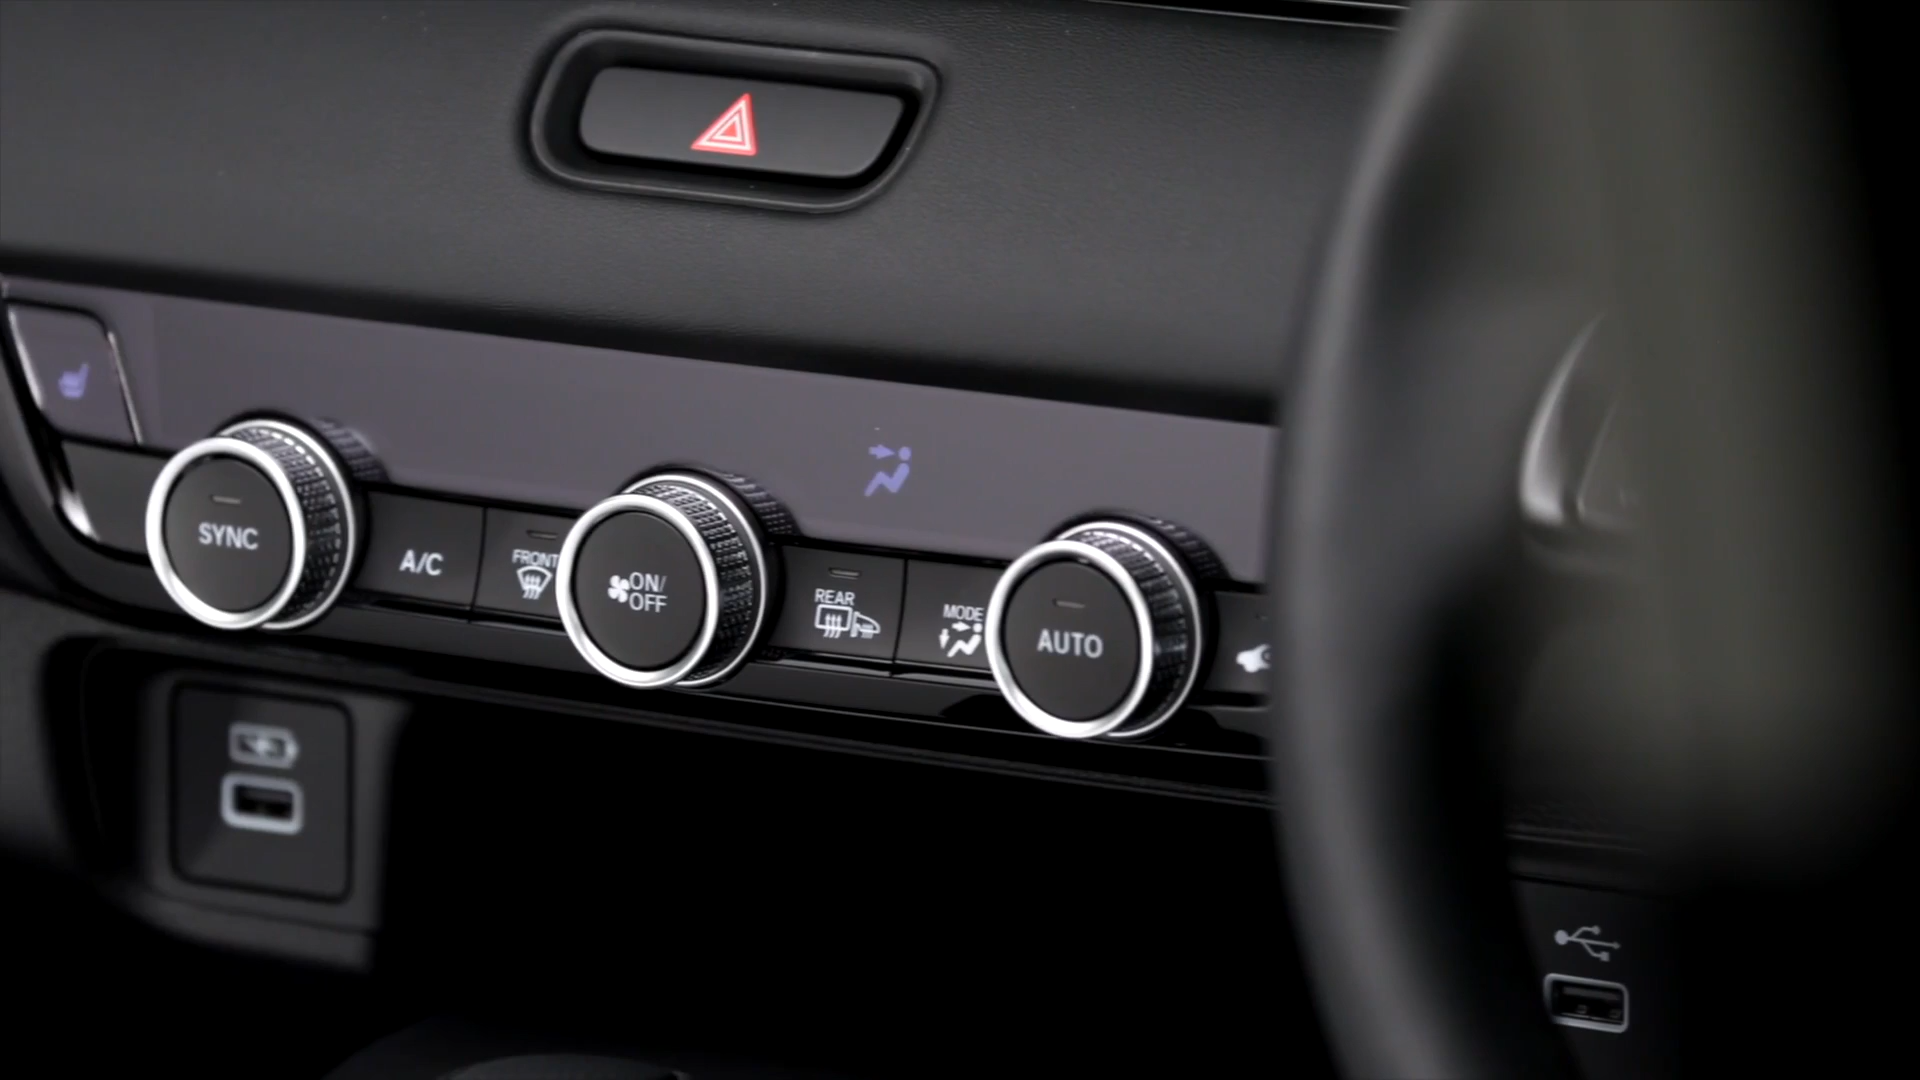 SYNC
A/C
FRONT
ON/
OFF
REAR
MODE
AUTO